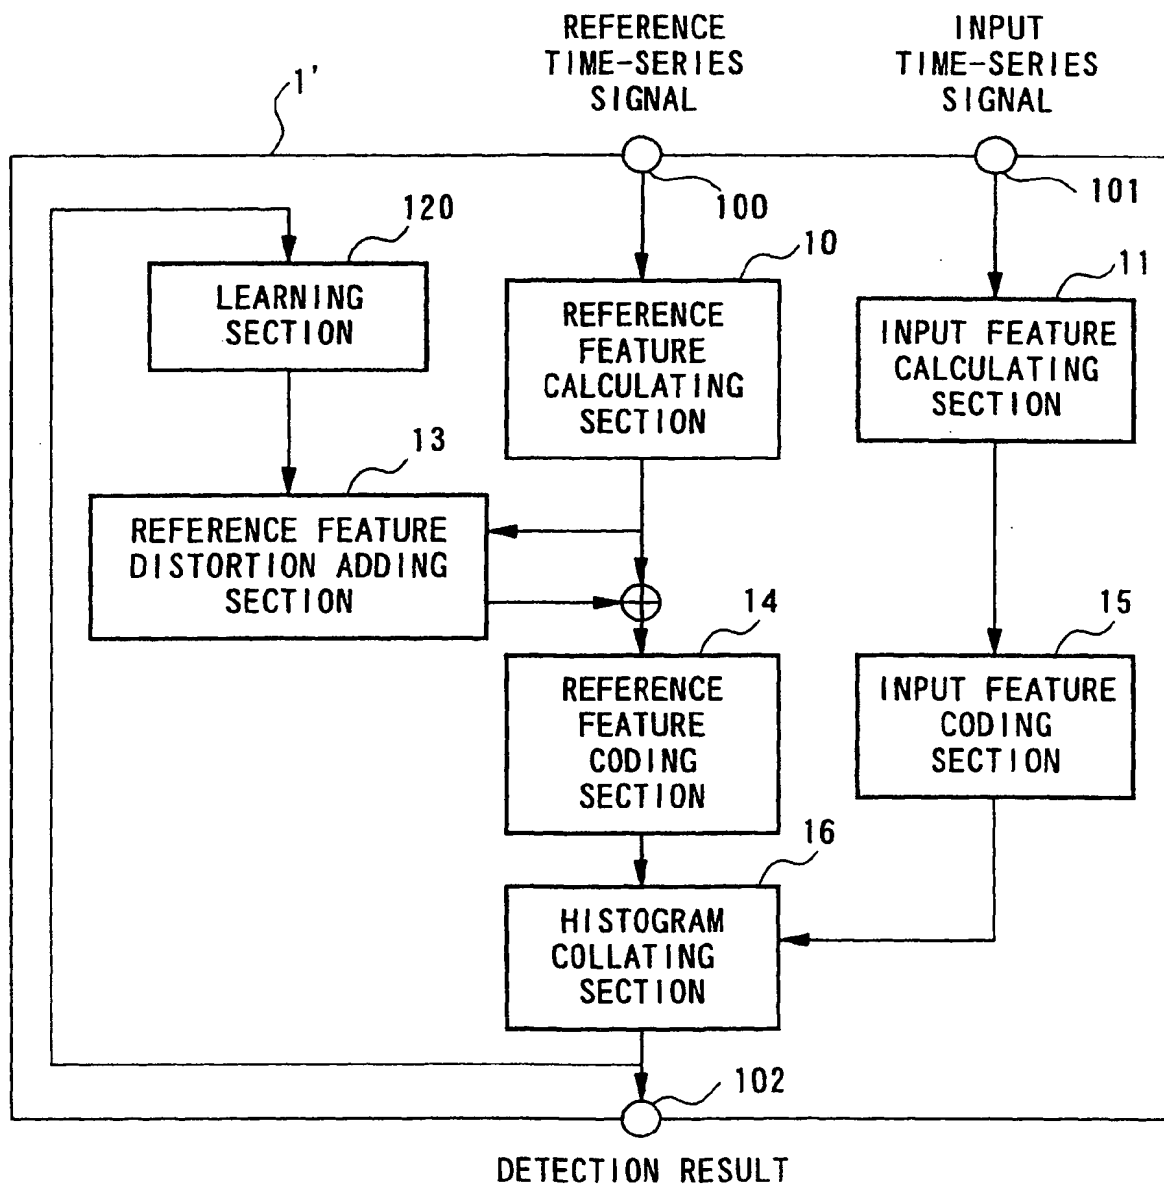 REFERENCE
TIME-SERIES
SIGNAL
INPUT
TIME-SERIES
SIGNAL
1'
100
101
120
LEARNING
SECTION
10
REFERENCE
FEATURE
CALCULATING
SECTION
11
INPUT FEATURE
CALCULATING
SECTION
13
REFERENCE FEATURE
DISTORTION ADDING
SECTION
14
REFERENCE
FEATURE
CODING
SECTION
15
INPUT FEATURE
CODING
SECTION
16
HISTOGRAM
COLLATING
SECTION
102
DETECTION RESULT